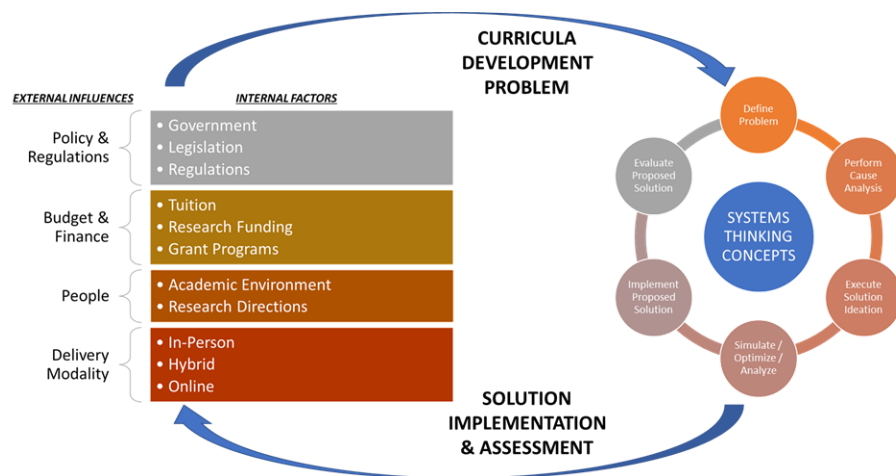 CURRICULA
DEVELOPMENT
PROBLEM
EXTERNAL INFLUENCES
INTERNAL FACTORS
Policy &
Regulations
• Government
• Legislation
• Regulations
Budget &
Finance
• Tuition
• Research Funding
• Grant Programs
People
• Academic Environment
• Research Directions
Delivery
Modality
• In-Person
• Hybrid
• Online
Define
Problem
Perform
Cause
Analysis
Execute
Solution
Ideation
Simulate /
Optimize /
Analyze
Implement
Proposed
Solution
Evaluate
Proposed
Solution
SYSTEMS
THINKING
CONCEPTS
SOLUTION
IMPLEMENTATION
& ASSESSMENT